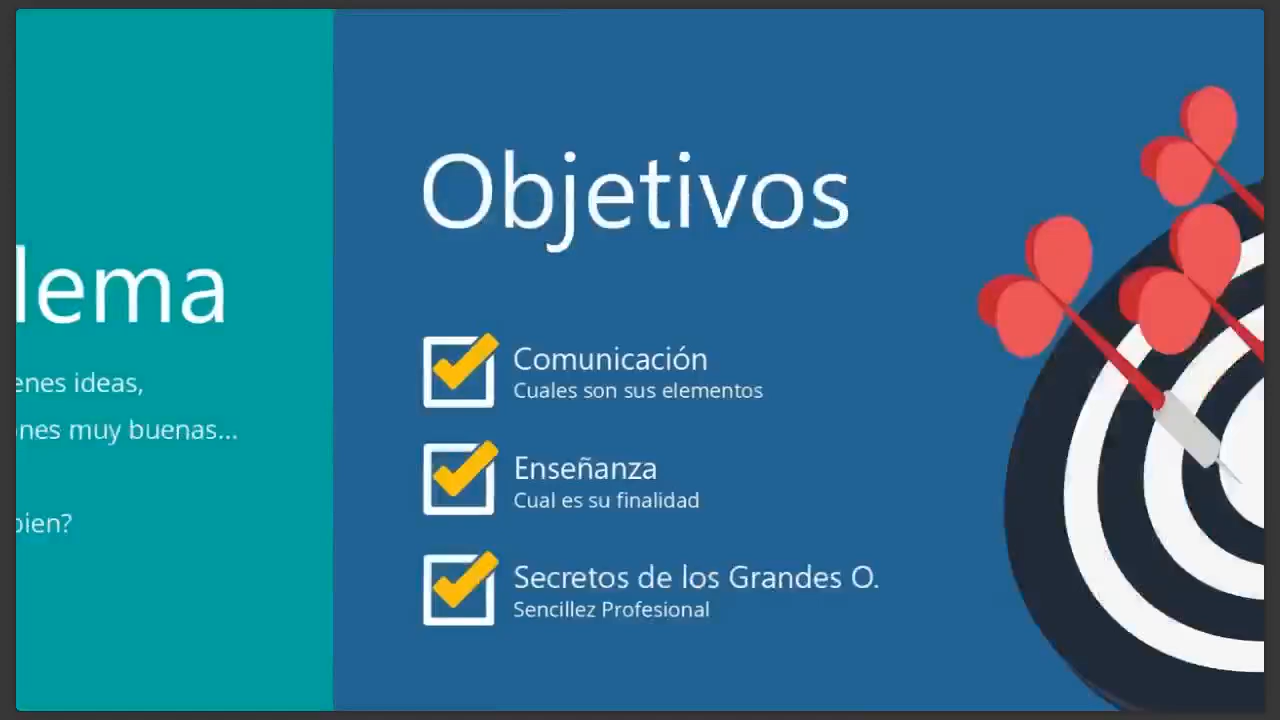 lema
enes ideas,
ones muy buenas...
bien?
Objetivos
Comunicación
Cuales son sus elementos
Enseñanza
Cual es su finalidad
Secretos de los Grandes O.
Sencillez Profesional